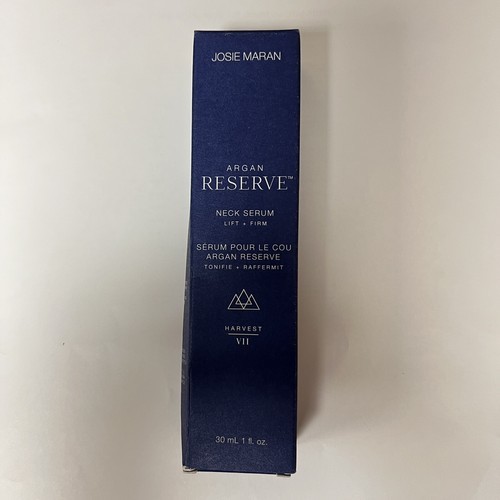 JOSIE MARAN
ARGAN
RESERVE™
NECK SERUM
LIFT + FIRM
SÉRUM POUR LE COU
ARGAN RESERVE
TONIFIE + RAFFERMIT
HARVEST
VII
30 mL 1 fl. oz.